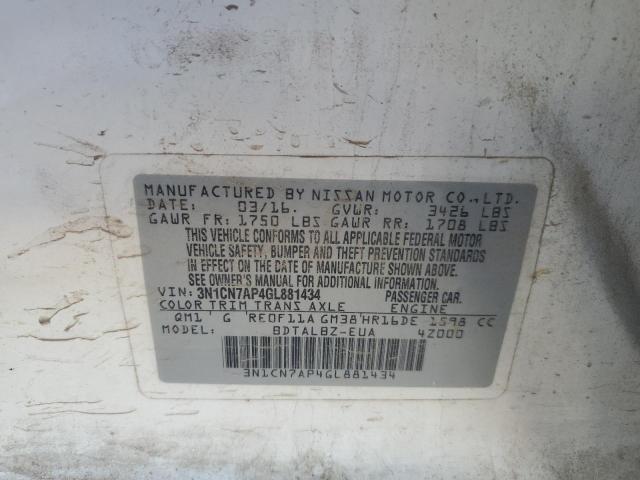 MANUFACTURED BY NISSAN MOTOR CO., LTD.
DATE: 03/16. GVWR: 3426 LBS
GAWR FR: 1750 LBS GAWR RR: 1708 LBS
THIS VEHICLE CONFORMS TO ALL APPLICABLE FEDERAL MOTOR
VEHICLE SAFETY, BUMPER AND THEFT PREVENTION STANDARDS
IN EFFECT ON THE DATE OF MANUFACTURE SHOWN ABOVE.
SEE OWNER'S MANUAL FOR ADDITIONAL INFORMATION.
VIN: 3N1CN7AP4GL881434 PASSENGER CAR.
COLOR TRIM TRANS AXLE ENGINE
QM1 ' G ' RE0F11A GM38'HR16DE 1598 CC
MODEL: BDTALBZ-EUA 4Z000
3N1CN7AP4GL881434